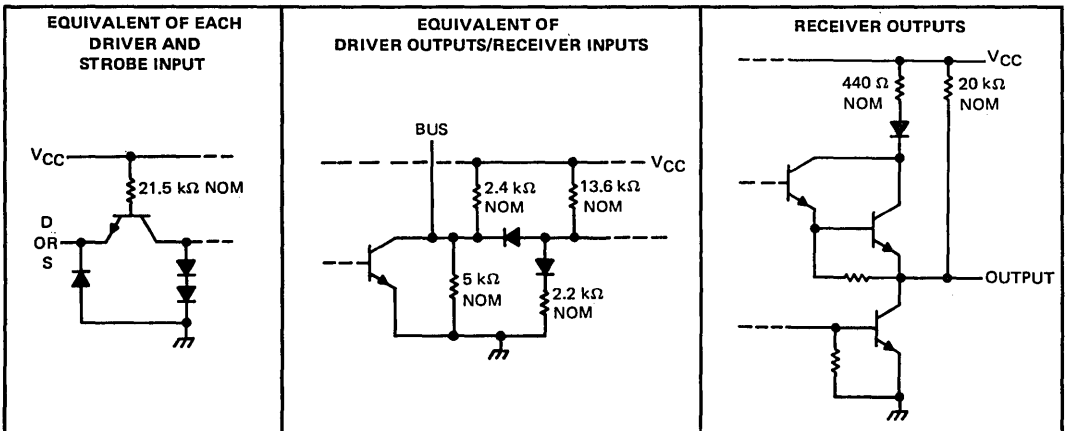 EQUIVALENT OF EACH
DRIVER AND
STROBE INPUT
VCC
21.5 kΩ NOM
D
OR
S
EQUIVALENT OF
DRIVER OUTPUTS/RECEIVER INPUTS
BUS
VCC
2.4 kΩ
NOM
13.6 kΩ
NOM
5 kΩ
NOM
2.2 kΩ
NOM
RECEIVER OUTPUTS
VCC
440 Ω
NOM
20 kΩ
NOM
OUTPUT